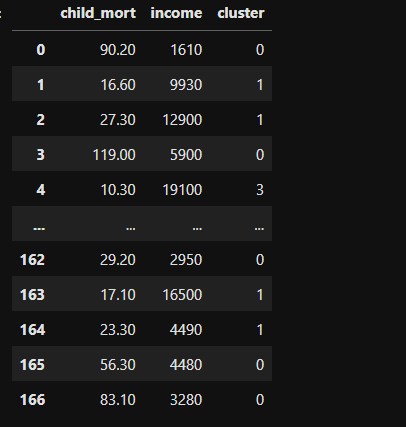 child_mort income cluster
0 90.20 1610 0
1 16.60 9930 1
2 27.30 12900 1
3 119.00 5900 0
4 10.30 19100 3
... ... ... ...
162 29.20 2950 0
163 17.10 16500 1
164 23.30 4490 1
165 56.30 4480 0
166 83.10 3280 0